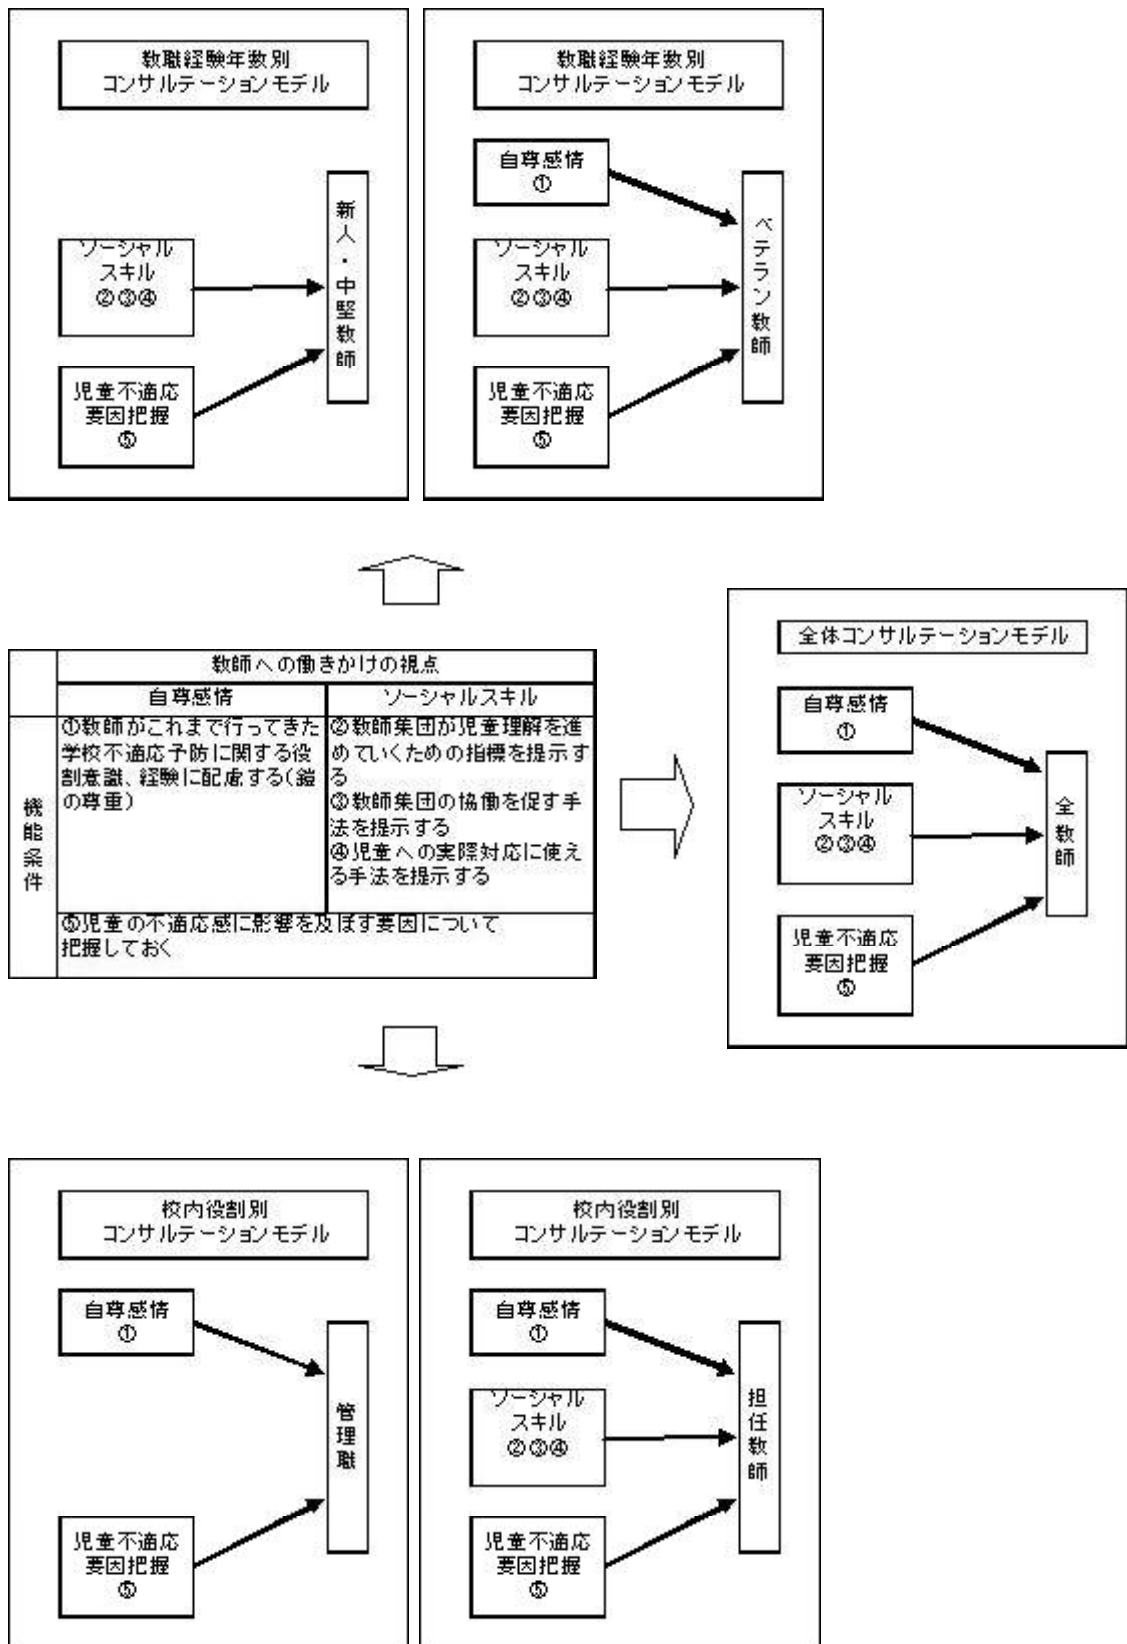 教職経験年数別
コンサルテーションモデル
ソーシャル
スキル
②③④
児童不適応
要因把握
⑤
新人・中堅教師
教職経験年数別
コンサルテーションモデル
自尊感情
①
ソーシャル
スキル
②③④
児童不適応
要因把握
⑤
ベテラン教師
教師への働きかけの視点
自尊感情
ソーシャルスキル
機能条件
①教師がこれまで行ってきた
学校不適応予防に関する役
割意識、経験に配慮する(鎧
の尊重)
②教師集団が児童理解を進
めていくための指標を提示す
る
③教師集団の協働を促す手
法を提示する
④児童への実際対応に使え
る手法を提示する
⑤児童の不適応感に影響を及ぼす要因について
把握しておく
全体コンサルテーションモデル
自尊感情
①
ソーシャル
スキル
②③④
児童不適応
要因把握
⑤
全教師
校内役割別
コンサルテーションモデル
自尊感情
①
児童不適応
要因把握
⑤
管理職
校内役割別
コンサルテーションモデル
自尊感情
①
ソーシャル
スキル
②③④
児童不適応
要因把握
⑤
担任教師